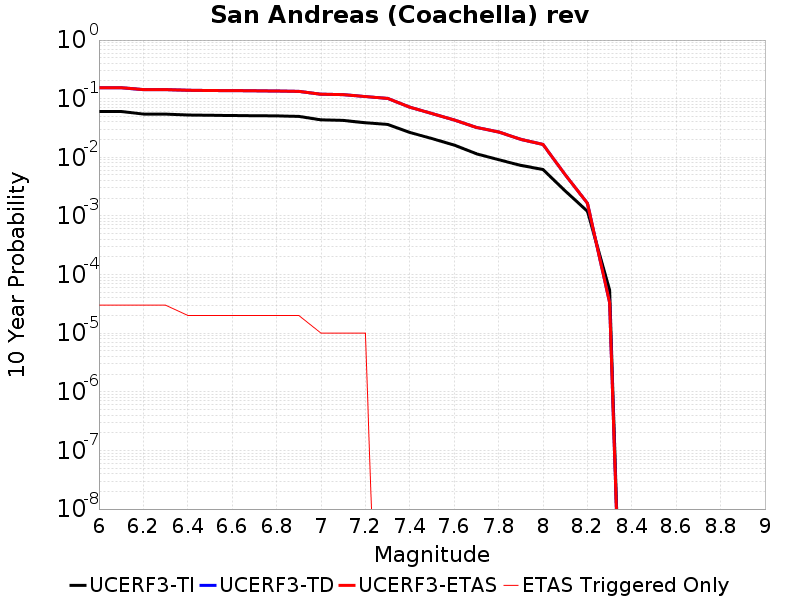 San Andreas (Coachella) rev
10 Year Probability
10^0
10^-1
10^-2
10^-3
10^-4
10^-5
10^-6
10^-7
10^-8
6 6.2 6.4 6.6 6.8 7 7.2 7.4 7.6 7.8 8 8.2 8.4 8.6 8.8 9
Magnitude
UCERF3-TI UCERF3-TD UCERF3-ETAS ETAS Triggered Only